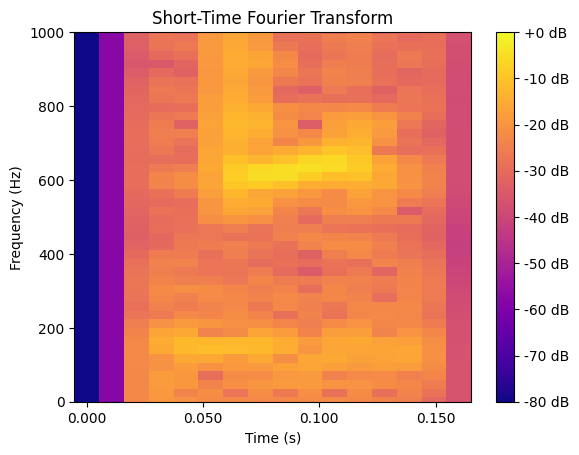 Short-Time Fourier Transform
Frequency (Hz)
1000
800
600
400
200
0
0.000
0.050
0.100
0.150
Time (s)
+0 dB
-10 dB
-20 dB
-30 dB
-40 dB
-50 dB
-60 dB
-70 dB
-80 dB